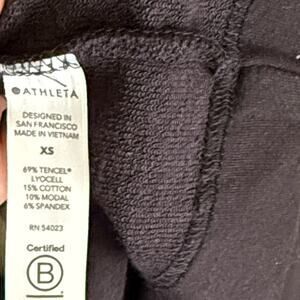 ATHLETA
DESIGNED IN
SAN FRANCISCO
MADE IN VIETNAM
XS
69% TENCEL®
LYOCELL
15% COTTON
10% MODAL
6% SPANDEX
RN 54023
Certified
B